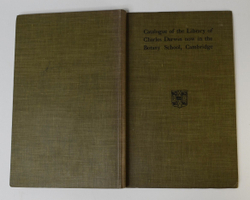 Catalogue of the Library of
Charles Darwin now in the
Botany School, Cambridge